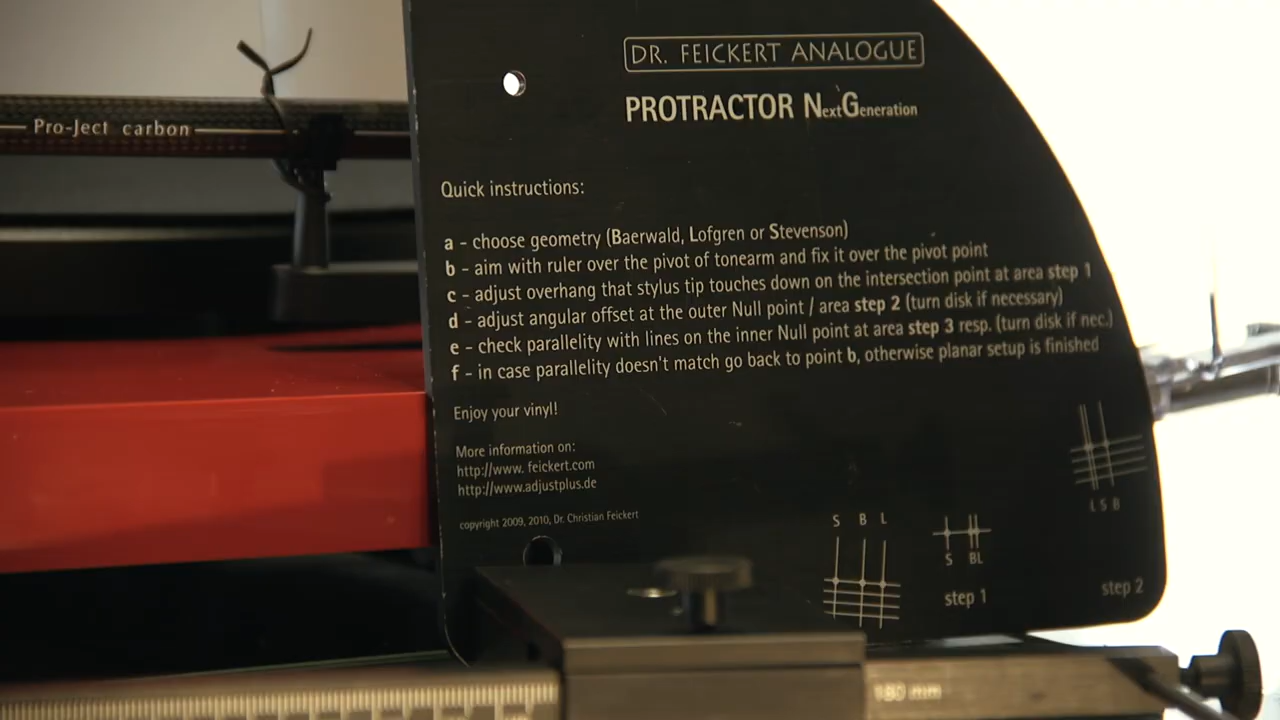 Pro-Ject carbon
DR. FEICKERT ANALOGUE
PROTRACTOR NextGeneration
Quick instructions:
a - choose geometry (Baerwald, Lofgren or Stevenson)
b - aim with ruler over the pivot of tonearm and fix it over the pivot point
c - adjust overhang that stylus tip touches down on the intersection point at area step 1
d - adjust angular offset at the outer Null point / area step 2 (turn disk if necessary)
e - check parallelity with lines on the inner Null point at area step 3 resp. (turn disk if nec.)
f - in case parallelity doesn't match go back to point b, otherwise planar setup is finished
Enjoy your vinyl!
More information on:
http://www. feickert.com
http://www.adjustplus.de
copyright 2009, 2010, Dr. Christian Feickert
L S B
S B L
S BL
step 1
step 2
180 mm